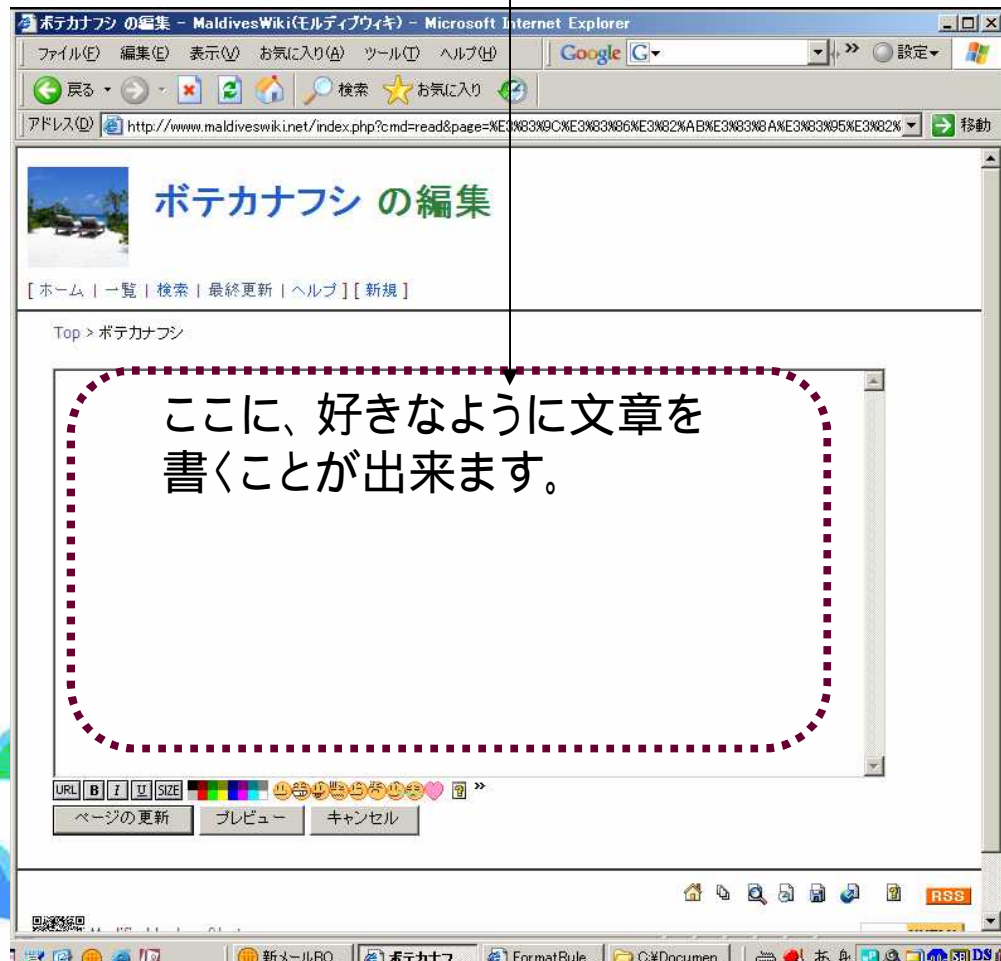 ボテカナフシ の編集 - MaldivesWiki(モルディブウィキ) - Microsoft Internet Explorer
ファイル(F) 編集(E) 表示(V) お気に入り(A) ツール(T) ヘルプ(H) Google G 設定
戻る 検索 お気に入り
アドレス(D) http://www.maldiveswiki.net/index.php?cmd=read&page=%E3%83%9C%E3%83%86%E3%82%AB%E3%83%8A%E3%83%95%E3%82% 移動
ボテカナフシ の編集
[ ホーム | 一覧 | 検索 | 最終更新 | ヘルプ ] [ 新規 ]
Top > ボテカナフシ
ここに、好きなように文章を
書くことが出来ます。
URL B I U SIZE »
ページの更新 プレビュー キャンセル
RSS
新メールBO... ボテカナフ... FormatRule... C:¥Documen...